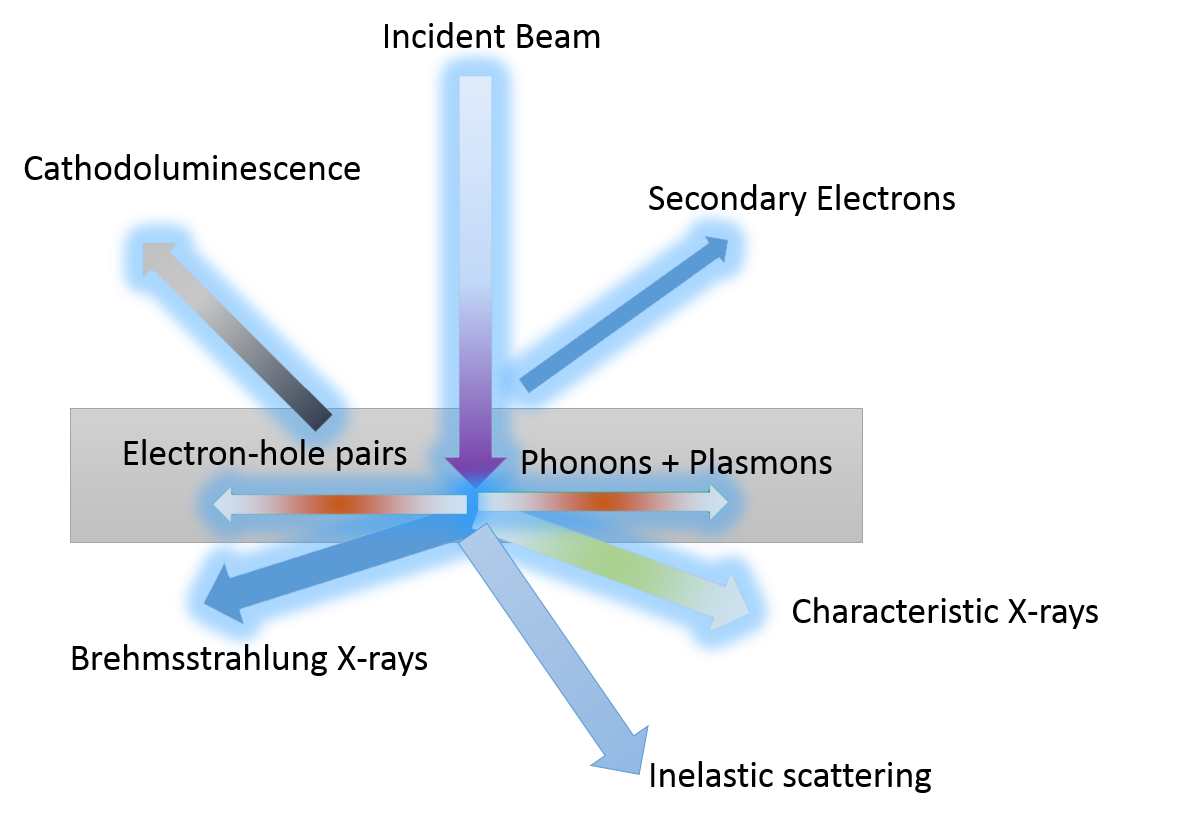 Incident Beam
Cathodoluminescence
Secondary Electrons
Electron-hole pairs
Phonons + Plasmons
Characteristic X-rays
Brehmsstrahlung X-rays
Inelastic scattering